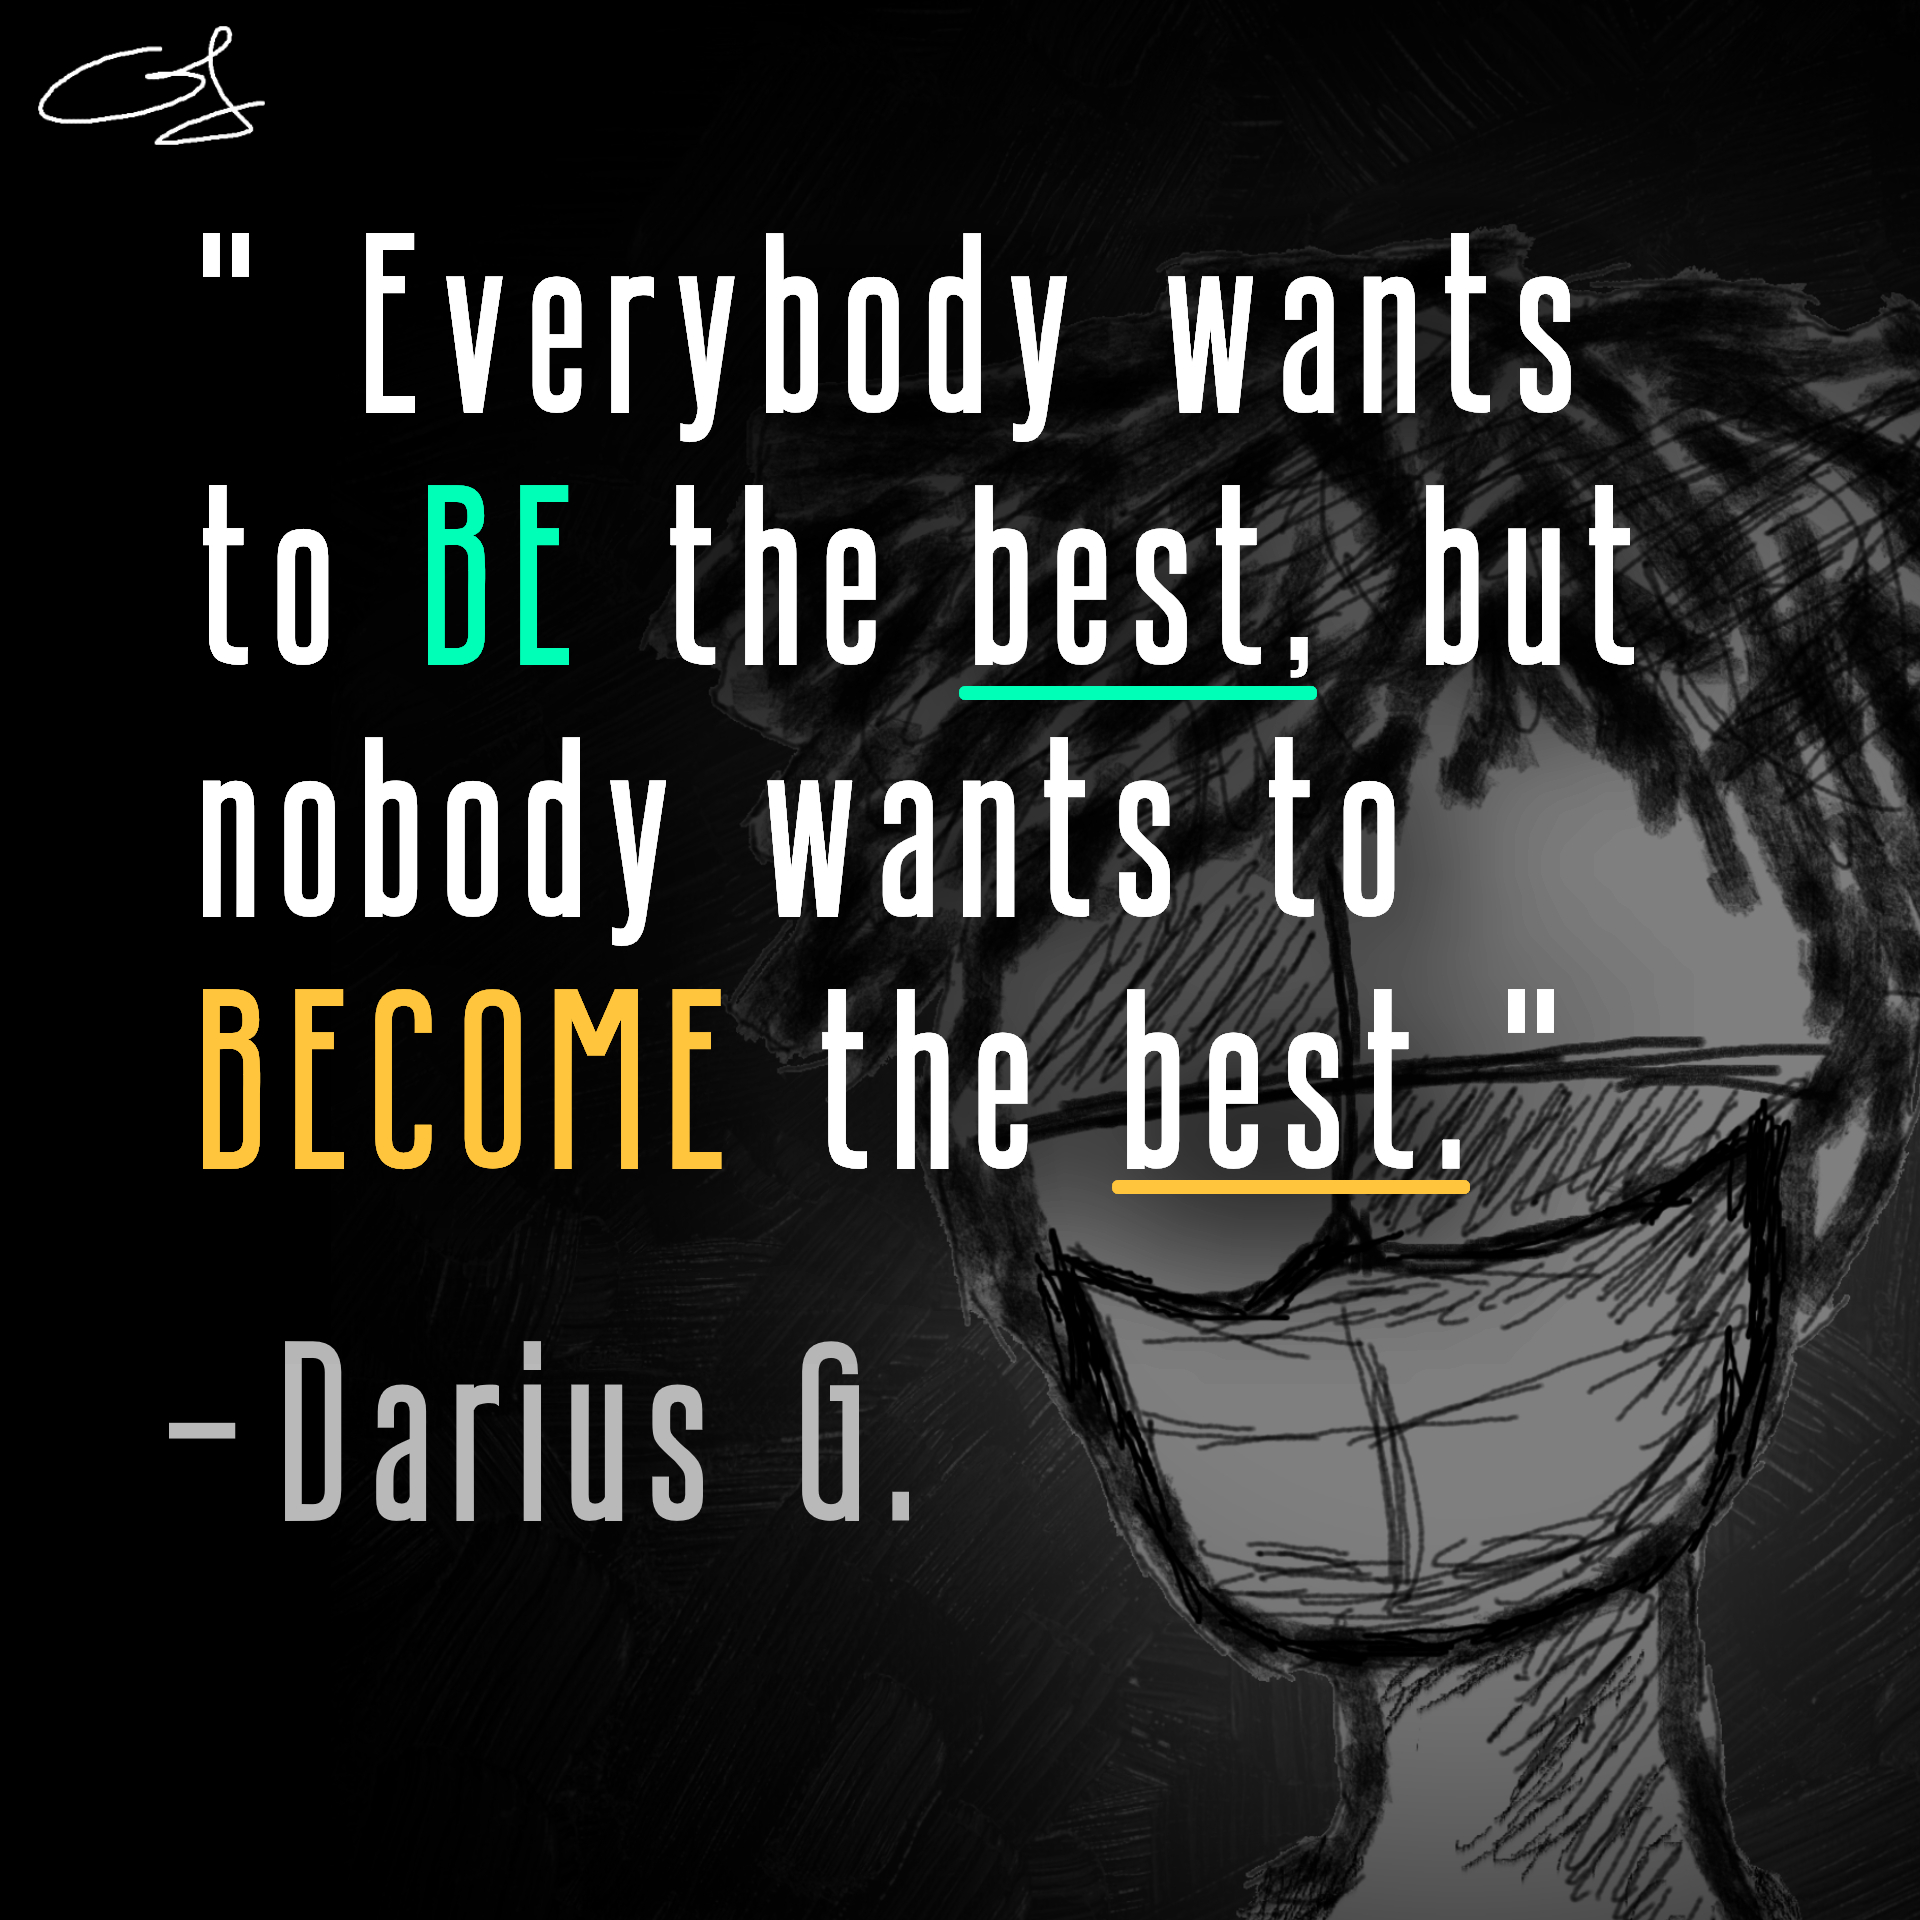 " Everybody wants
to BE the best, but
nobody wants to
BECOME the best. "
-Darius G.